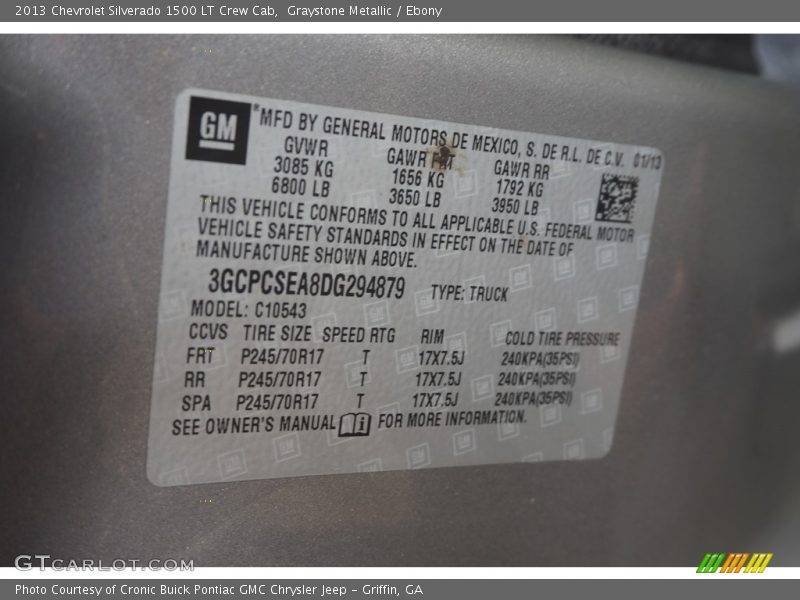 2013 Chevrolet Silverado 1500 LT Crew Cab,  Graystone Metallic / Ebony
GM
MFD BY GENERAL MOTORS DE MEXICO, S. DE R.L. DE C.V. 01/13
GVWR GAWR FRT GAWR RR
3085 KG 1656 KG 1792 KG
6800 LB 3650 LB 3950 LB
THIS VEHICLE CONFORMS TO ALL APPLICABLE U.S. FEDERAL MOTOR
VEHICLE SAFETY STANDARDS IN EFFECT ON THE DATE OF
MANUFACTURE SHOWN ABOVE.
3GCPCSEA8DG294879 TYPE: TRUCK
MODEL: C10543
CCVS TIRE SIZE SPEED RTG RIM COLD TIRE PRESSURE
FRT P245/70R17 T 17X7.5J 240KPA(35PSI)
RR P245/70R17 T 17X7.5J 240KPA(35PSI)
SPA P245/70R17 T 17X7.5J 240KPA(35PSI)
SEE OWNER'S MANUAL FOR MORE INFORMATION.
GTCARLOT.COM
Photo Courtesy of Cronic Buick Pontiac GMC Chrysler Jeep - Griffin, GA